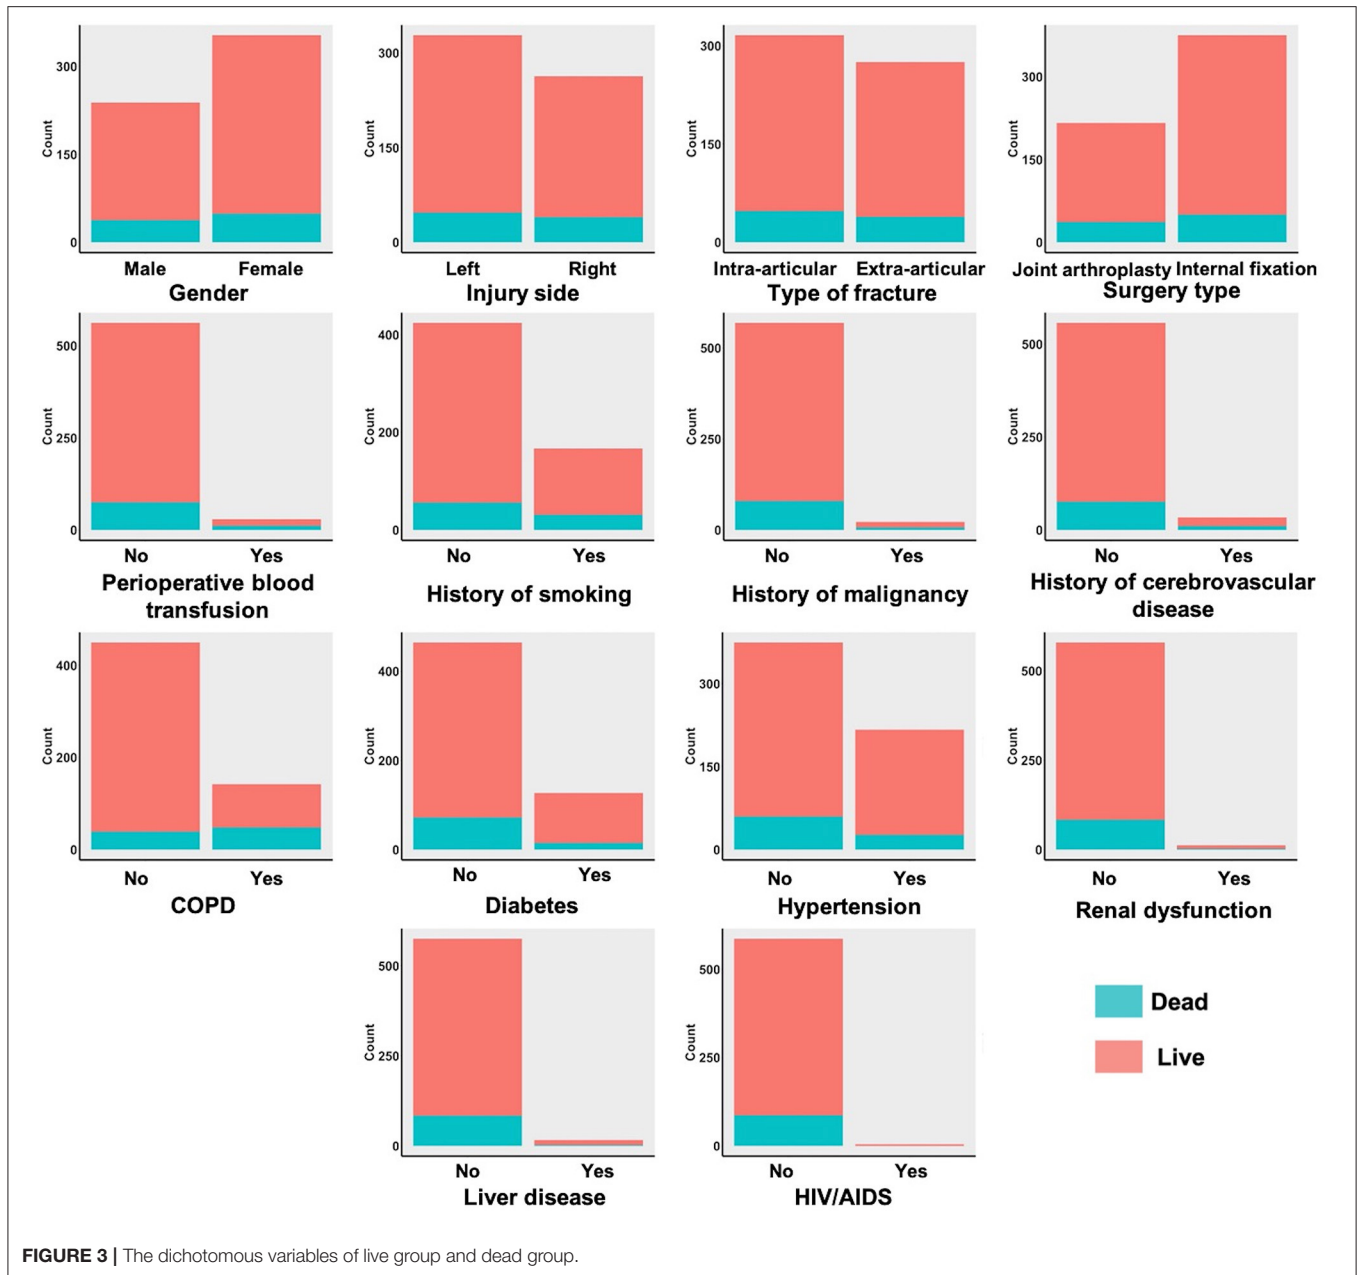 300
150
0
Count
Male Female
Gender
300
150
0
Count
Left Right
Injury side
300
150
0
Count
Intra-articular Extra-articular
Type of fracture
300
150
0
Count
Joint arthroplasty Internal fixation
Surgery type
500
250
0
Count
No Yes
Perioperative blood
transfusion
400
200
0
Count
No Yes
History of smoking
500
250
0
Count
No Yes
History of malignancy
500
250
0
Count
No Yes
History of cerebrovascular
disease
400
200
0
Count
No Yes
COPD
400
200
0
Count
No Yes
Diabetes
300
150
0
Count
No Yes
Hypertension
500
250
0
Count
No Yes
Renal dysfunction
500
250
0
Count
No Yes
Liver disease
500
250
0
Count
No Yes
HIV/AIDS
Dead
Live
FIGURE 3 | The dichotomous variables of live group and dead group.